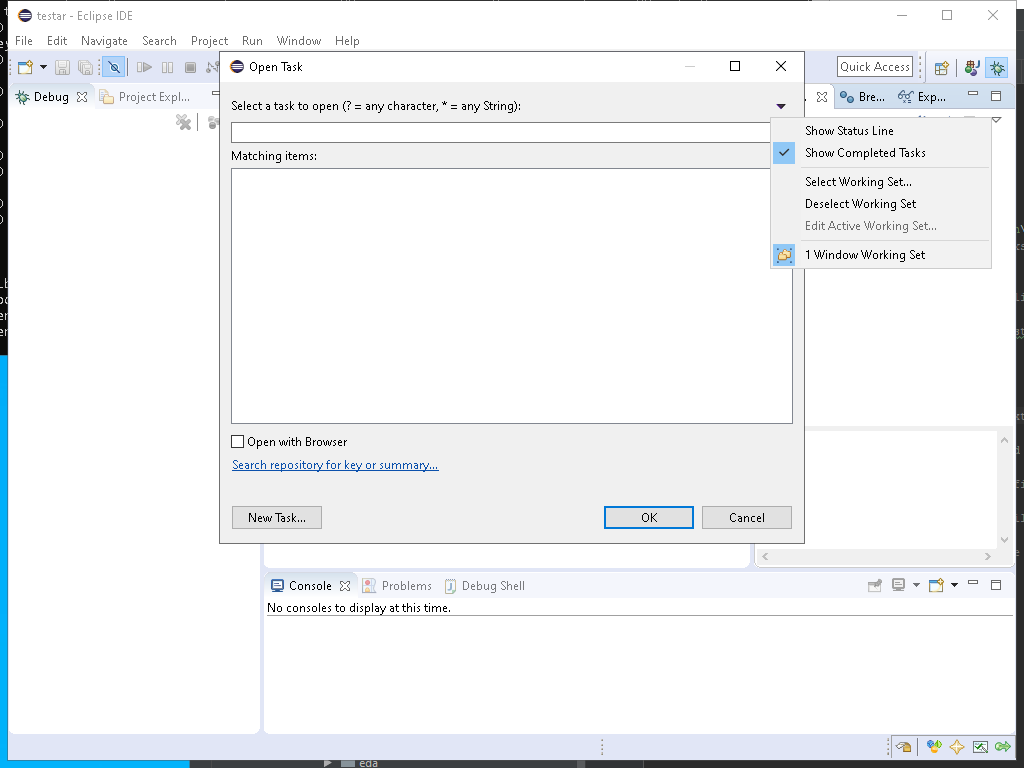 testar - Eclipse IDE
File Edit Navigate Search Project Run Window Help
Quick Access
Debug
Project Expl...
Bre...
Exp...
Open Task
Select a task to open (? = any character, * = any String):
Matching items:
Show Status Line
Show Completed Tasks
Select Working Set...
Deselect Working Set
Edit Active Working Set...
1 Window Working Set
Open with Browser
Search repository for key or summary...
New Task...
OK
Cancel
Console
Problems
Debug Shell
No consoles to display at this time.
eda